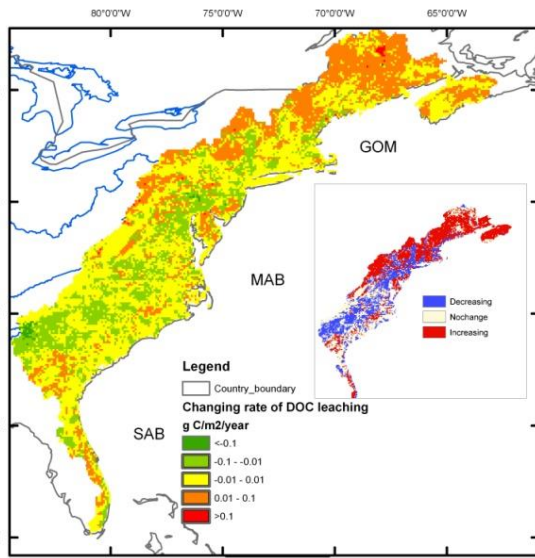 80°0'0"W 75°0'0"W 70°0'0"W 65°0'0"W
GOM
MAB
SAB
Decreasing
Nochange
Increasing
Legend
Country_boundary
Changing rate of DOC leaching
g C/m2/year
<-0.1
-0.1 - -0.01
-0.01 - 0.01
0.01 - 0.1
>0.1